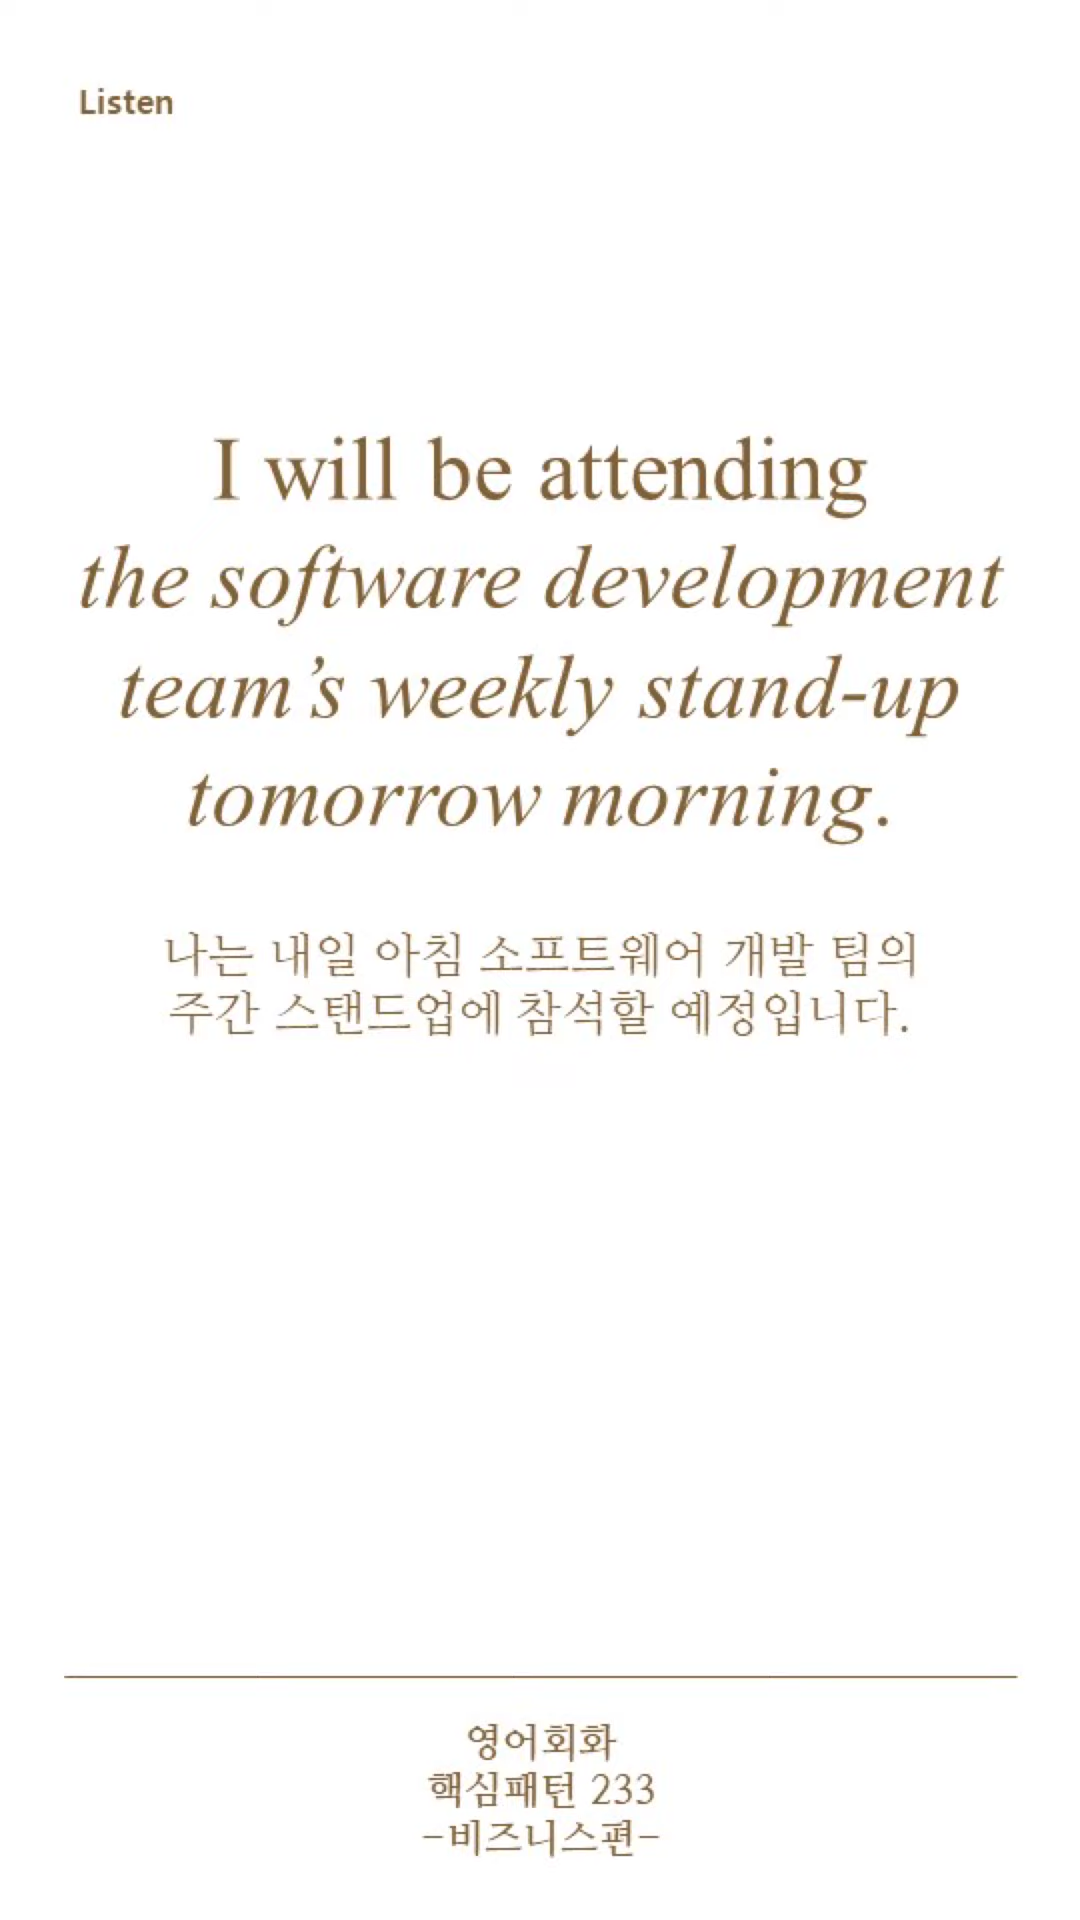 Listen
I will be attending
the software development
team’s weekly stand-up
tomorrow morning.
나는 내일 아침 소프트웨어 개발 팀의
주간 스탠드업에 참석할 예정입니다.
영어회화
핵심패턴 233
-비즈니스편-